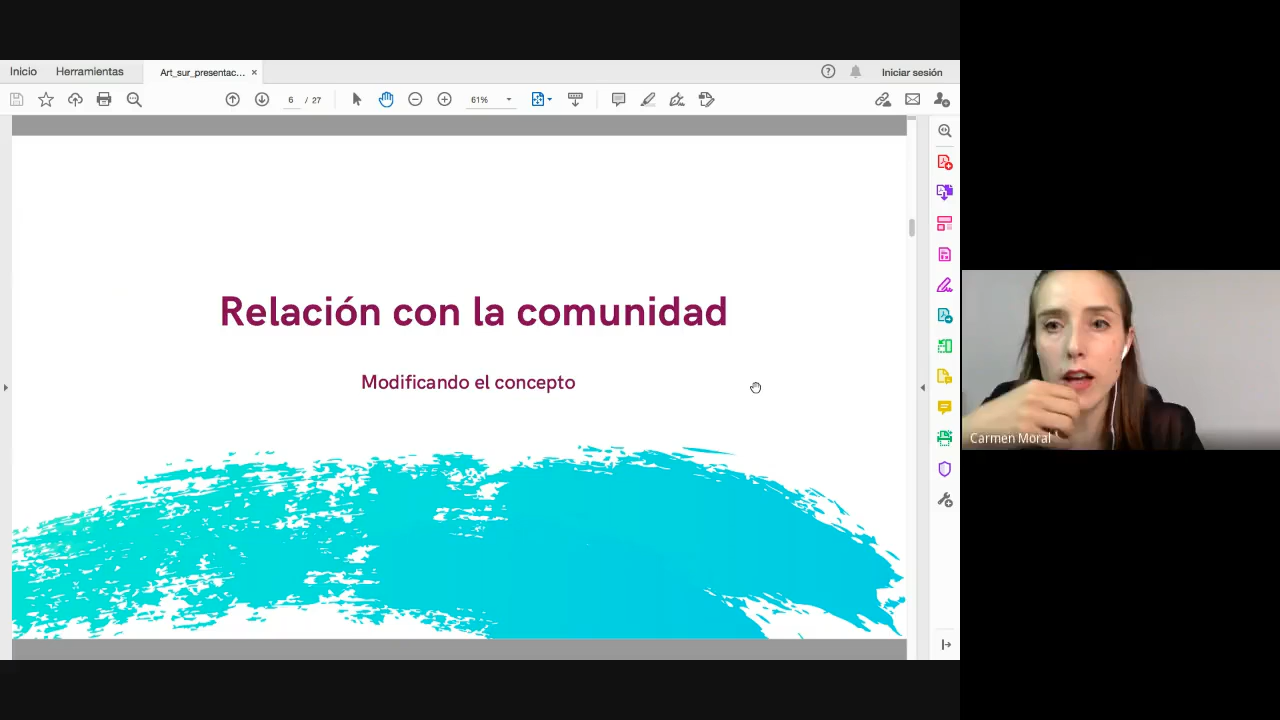 Inicio
Herramientas
Art_sur_presentac...
×
Iniciar sesión
6 / 27
61%
Relación con la comunidad
Modificando el concepto
Carmen Moral